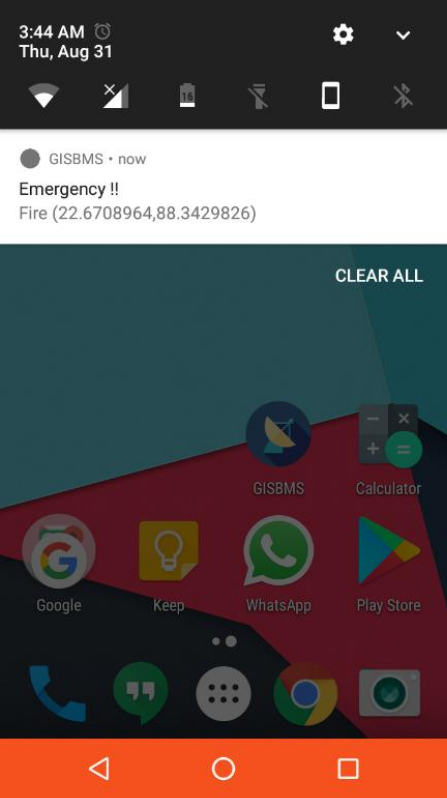 3:44 AM
Thu, Aug 31
16
GISBMS • now
Emergency !!
Fire (22.6708964,88.3429826)
CLEAR ALL
GISBMS
Calculator
Google
Keep
WhatsApp
Play Store